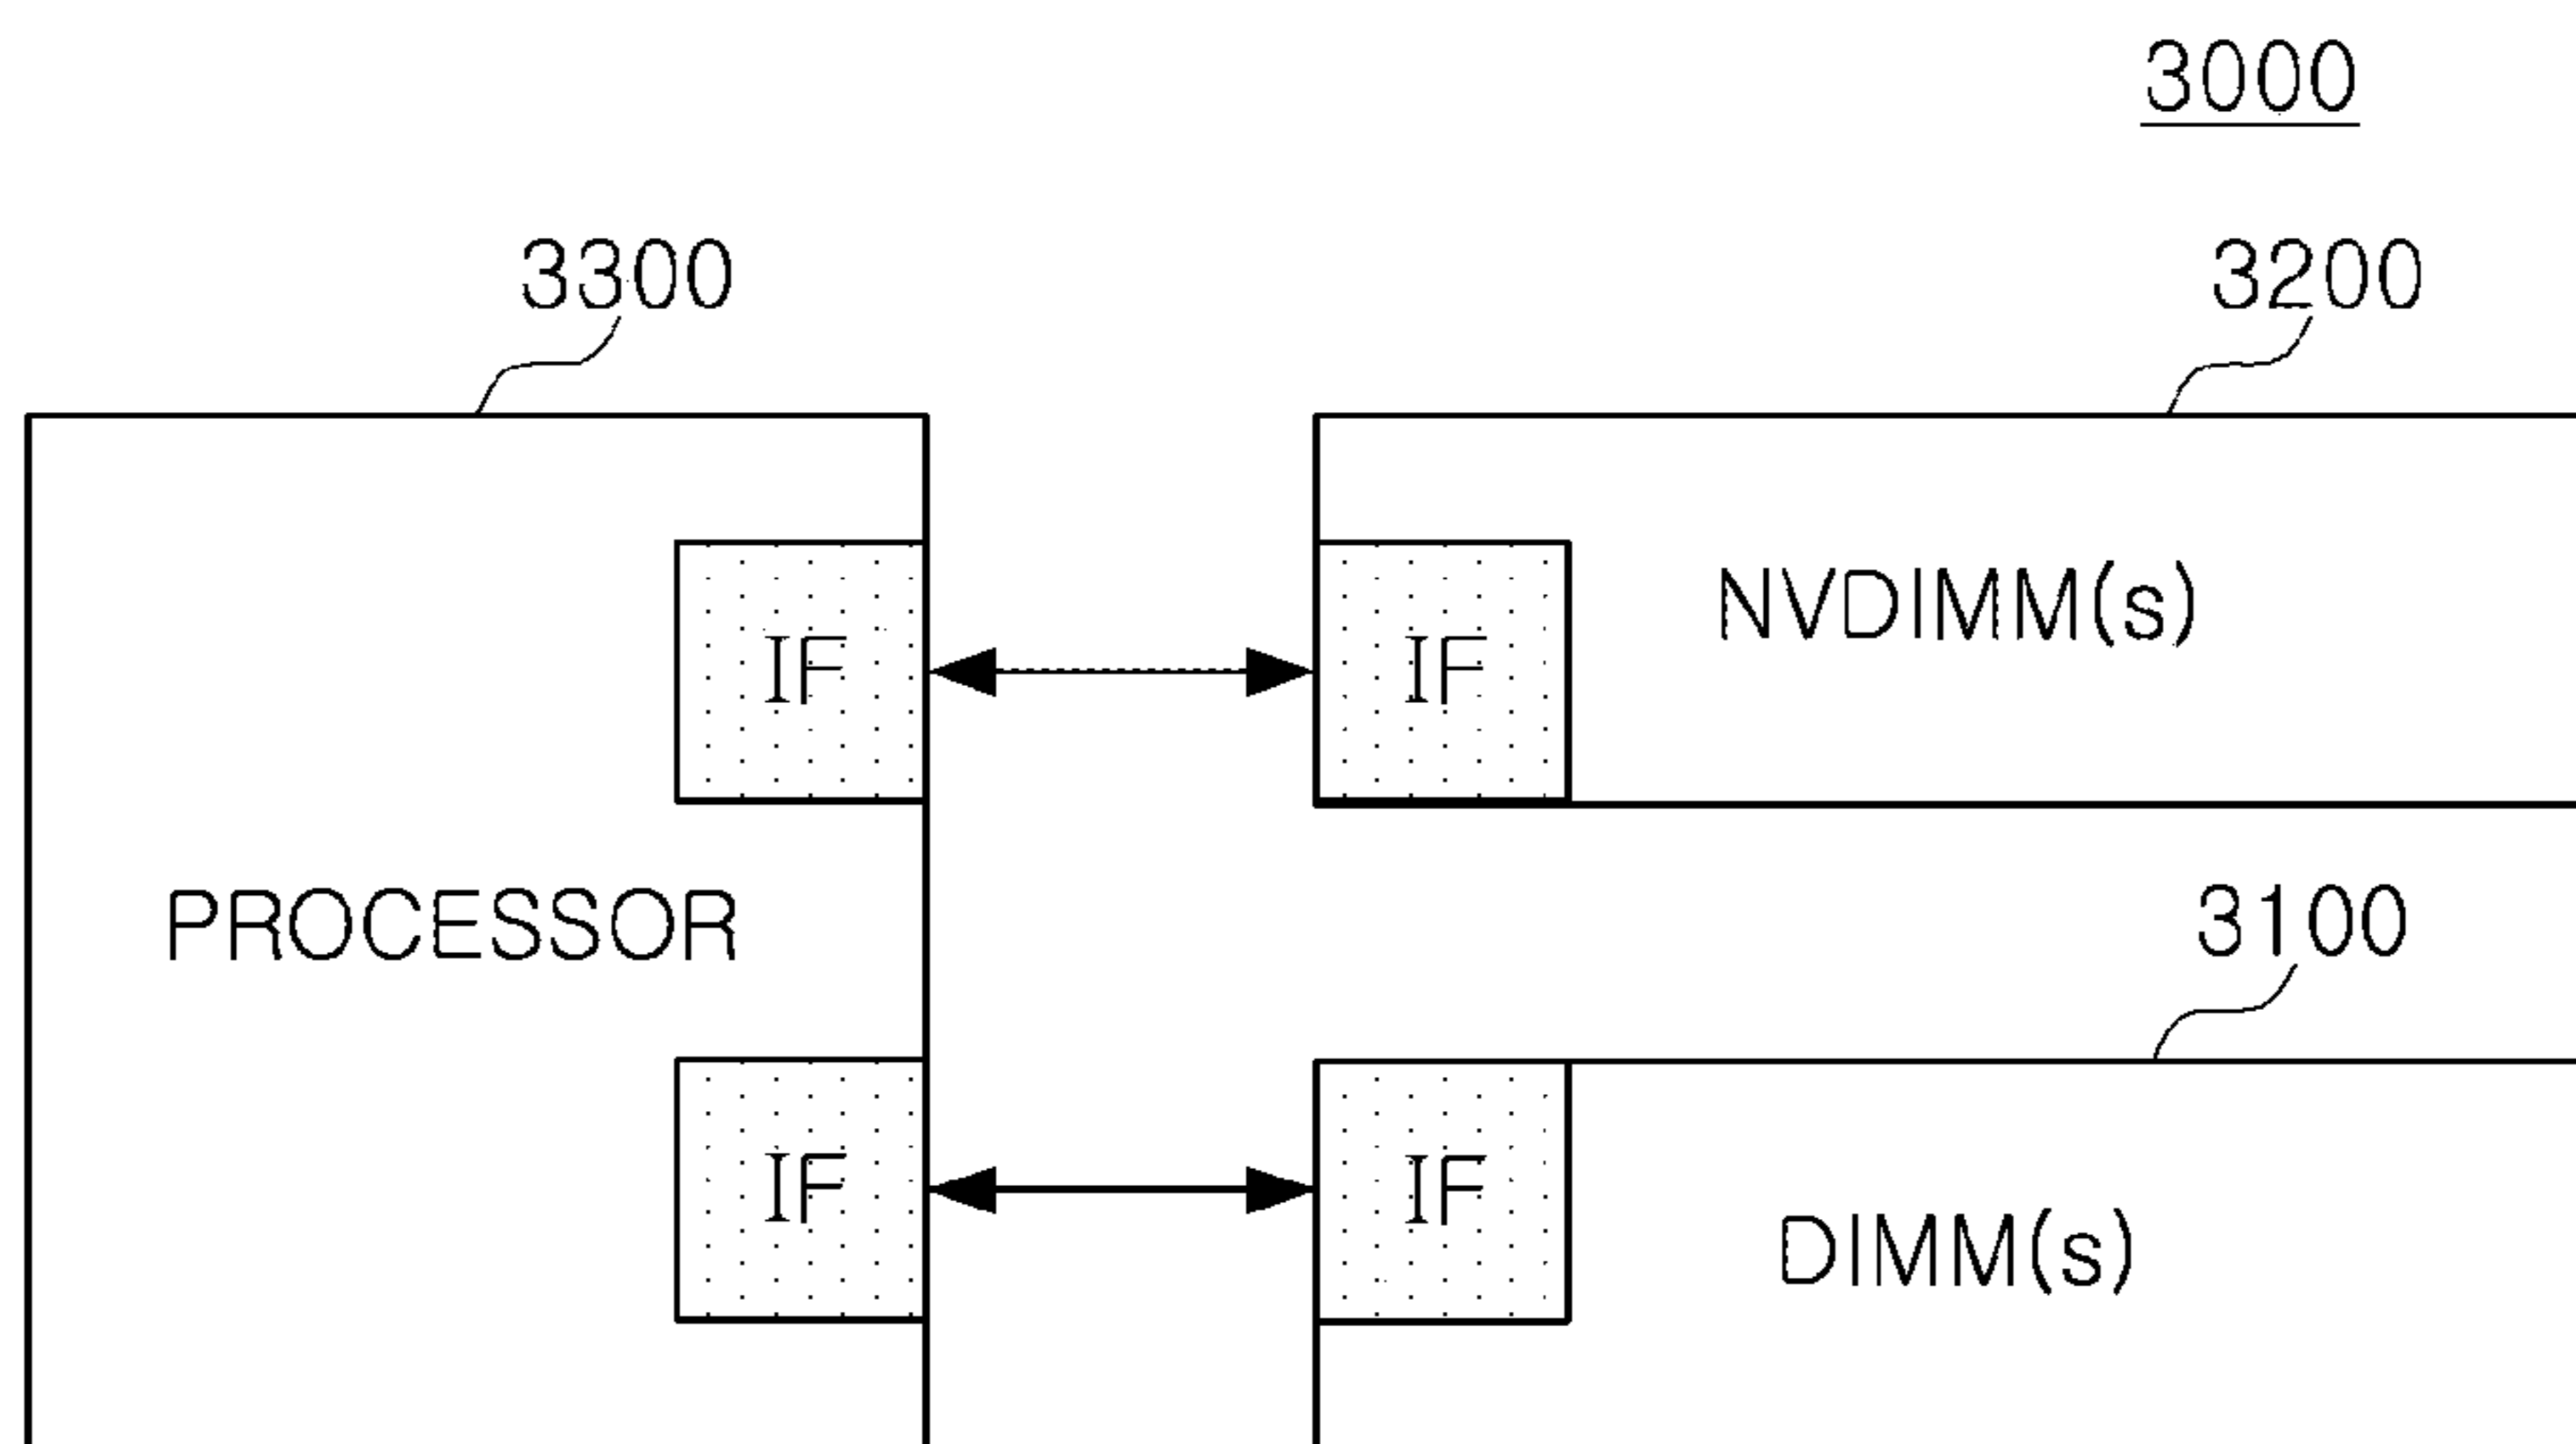 3000
3300
3200
IF
IF
NVDIMM(s)
PROCESSOR
3100
IF
IF
DIMM(s)